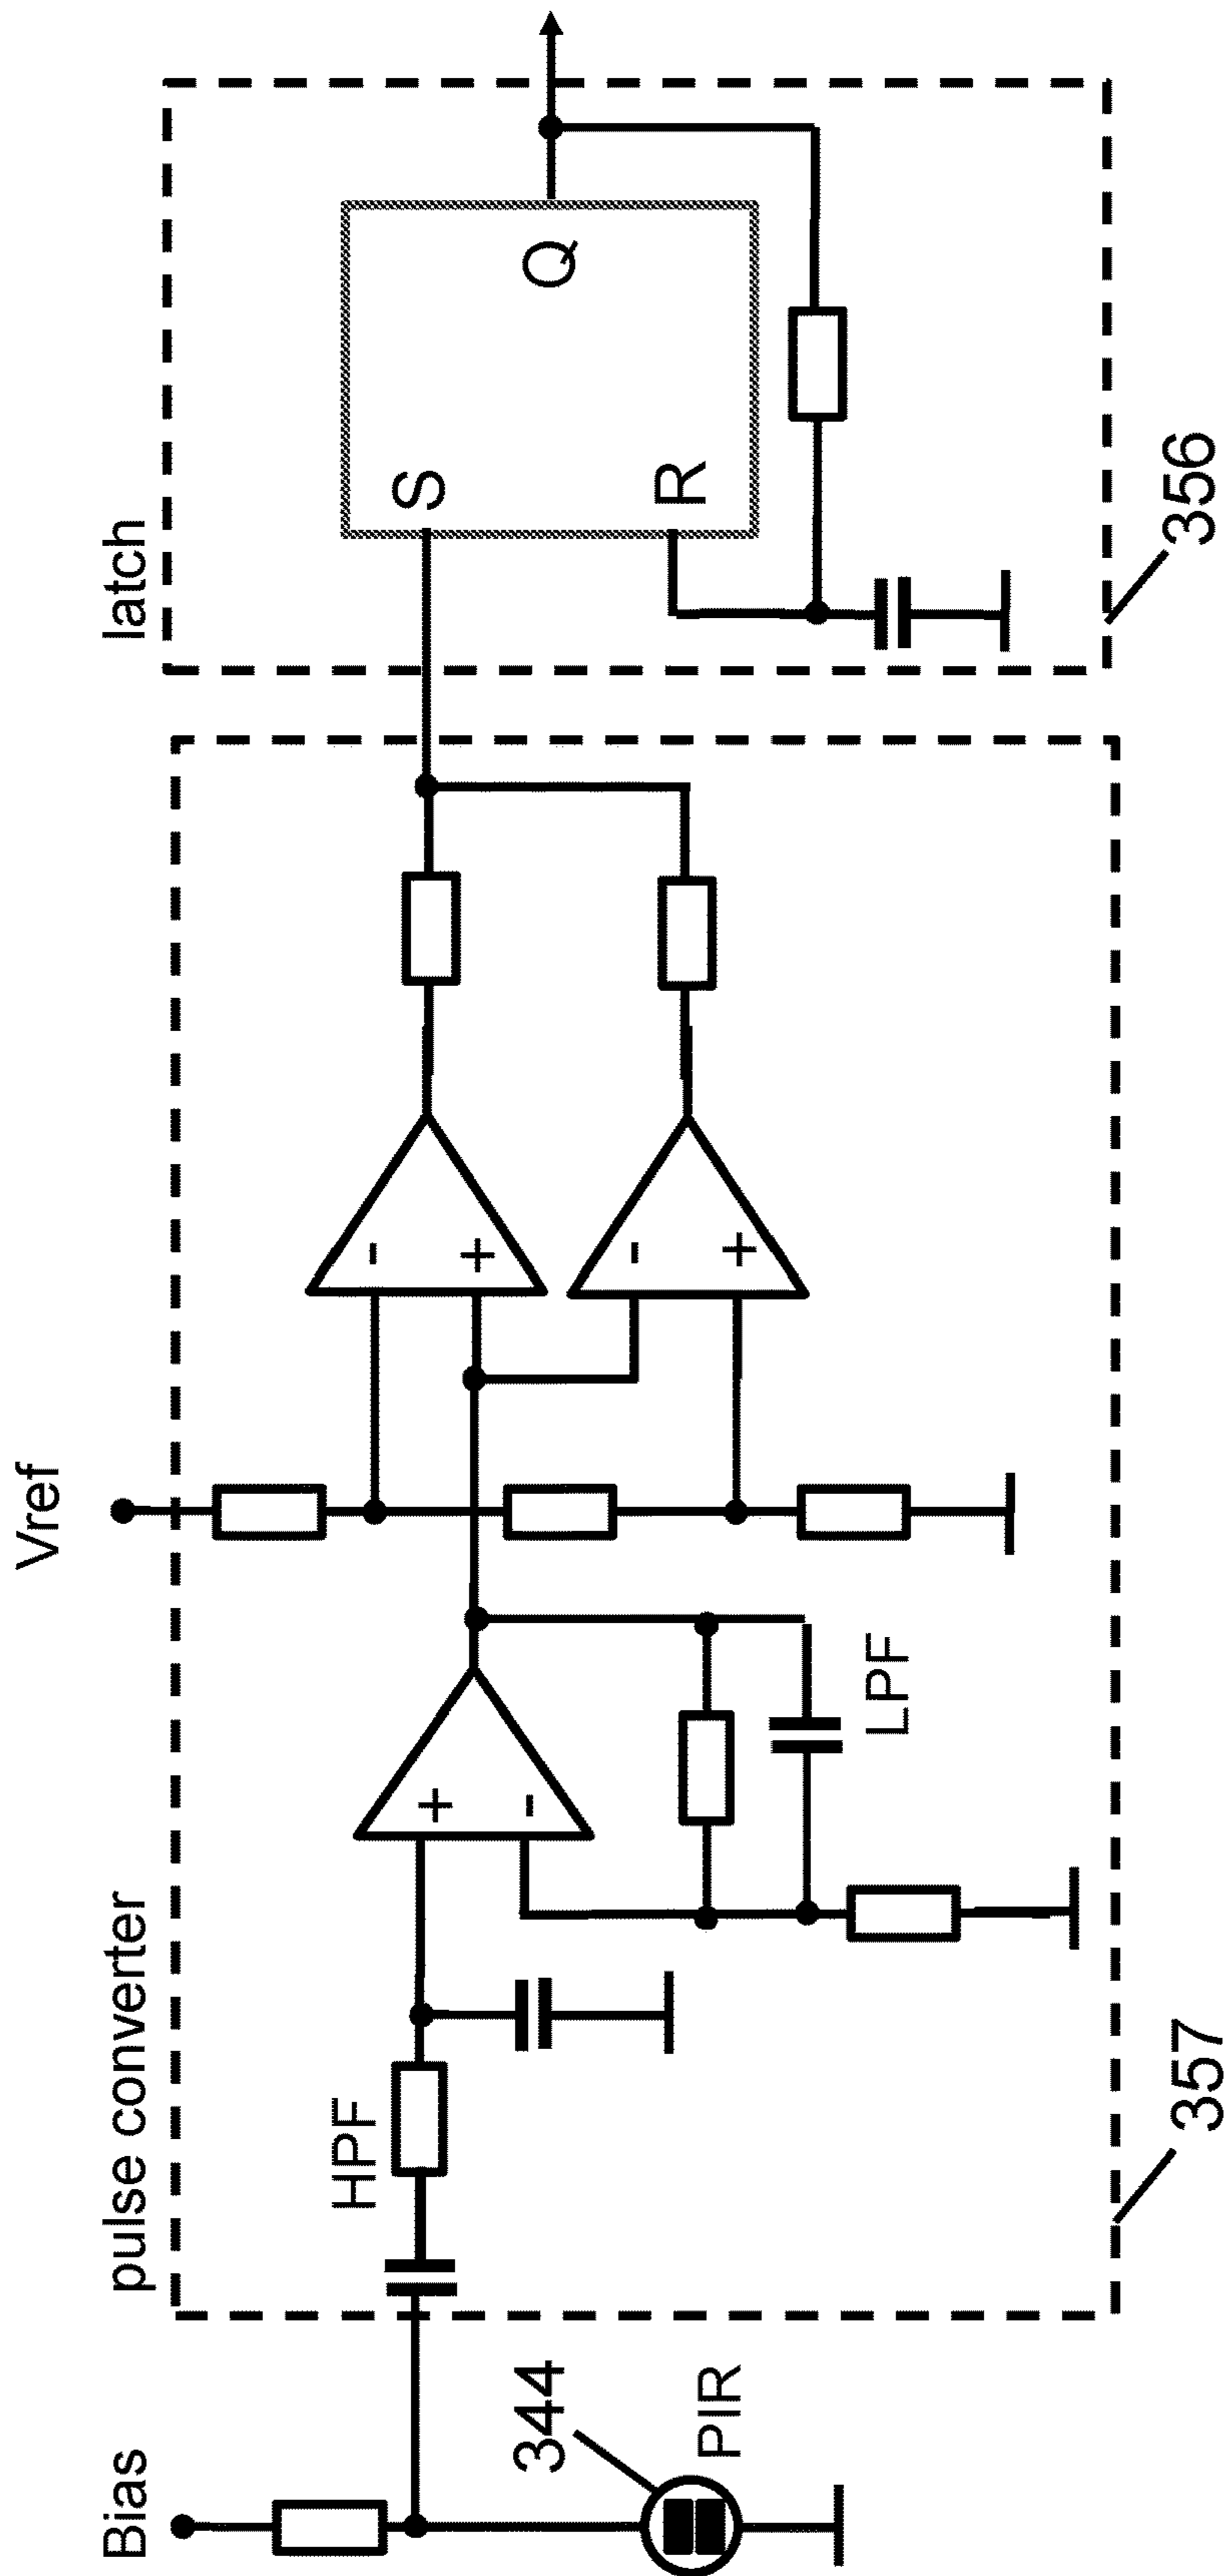 Bias
344
PIR
pulse converter
HPF
+
-
LPF
357
Vref
-
+
-
+
latch
S
R
Q
356